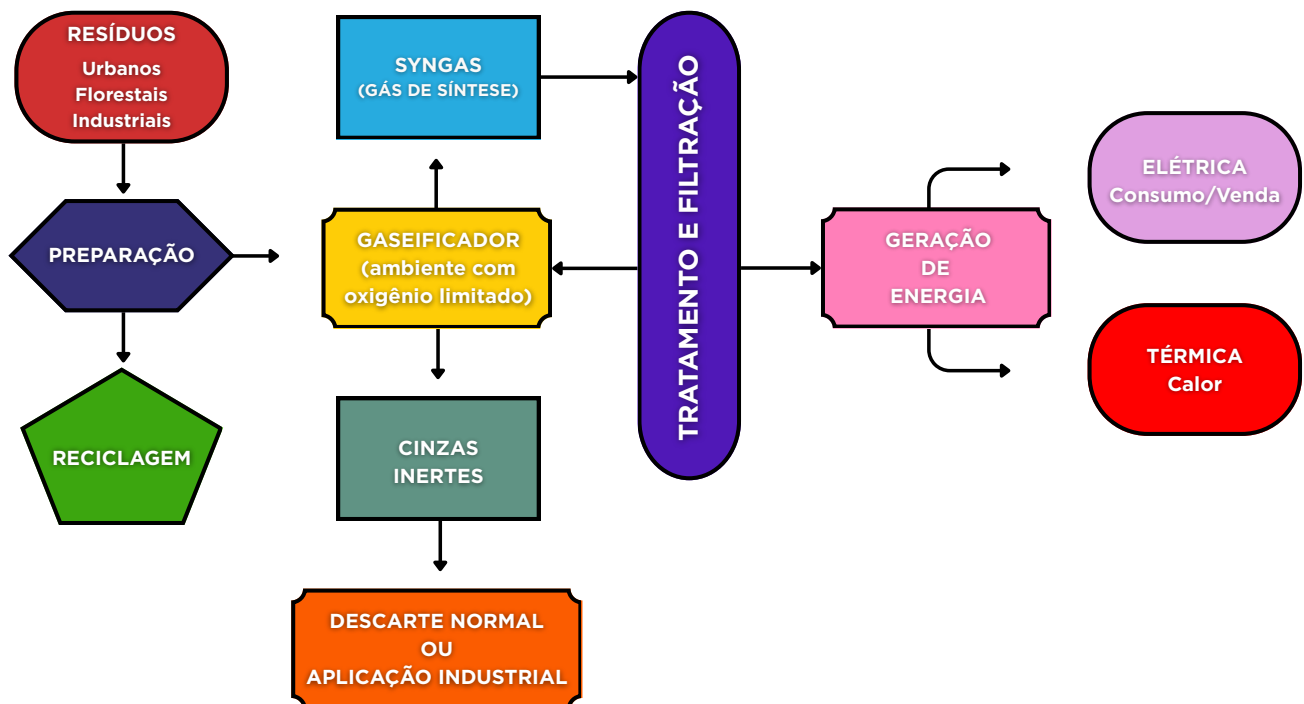 RESÍDUOS
Urbanos
Florestais
Industriais
PREPARAÇÃO
RECICLAGEM
SYNGAS
(GÁS DE SÍNTESE)
GASEIFICADOR
(ambiente com
oxigênio limitado)
CINZAS
INERTES
DESCARTE NORMAL
OU
APLICAÇÃO INDUSTRIAL
TRATAMENTO E FILTRAÇÃO
GERAÇÃO
DE
ENERGIA
ELÉTRICA
Consumo/Venda
TÉRMICA
Calor